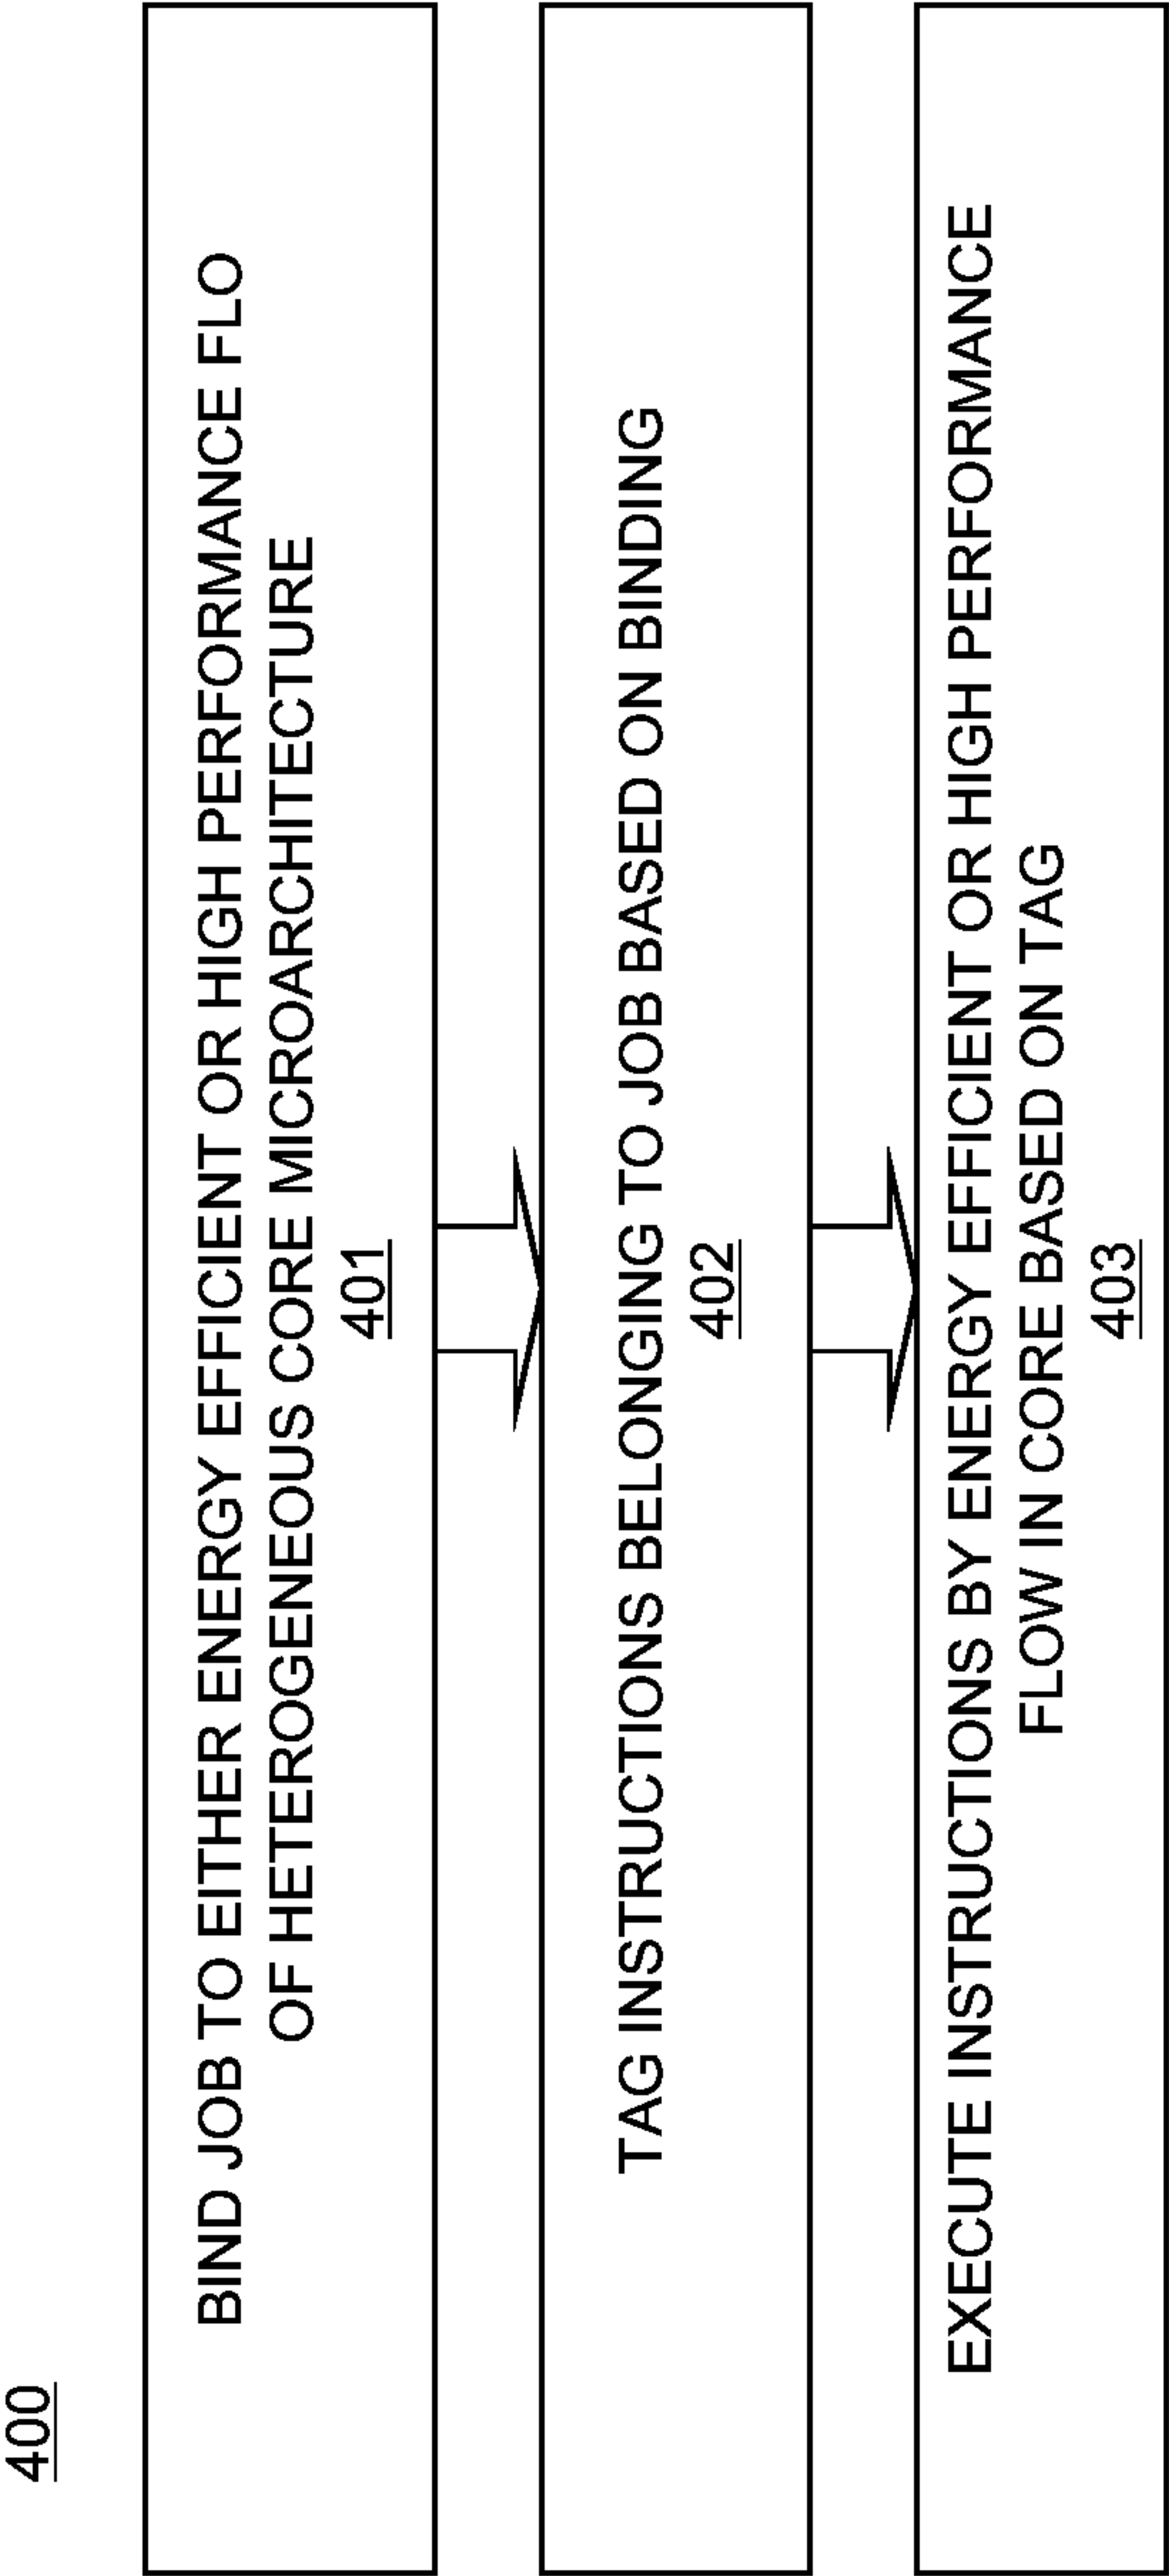 400
BIND JOB TO EITHER ENERGY EFFICIENT OR HIGH PERFORMANCE FLO
OF HETEROGENEOUS CORE MICROARCHITECTURE
401
TAG INSTRUCTIONS BELONGING TO JOB BASED ON BINDING
402
EXECUTE INSTRUCTIONS BY ENERGY EFFICIENT OR HIGH PERFORMANCE
FLOW IN CORE BASED ON TAG
403